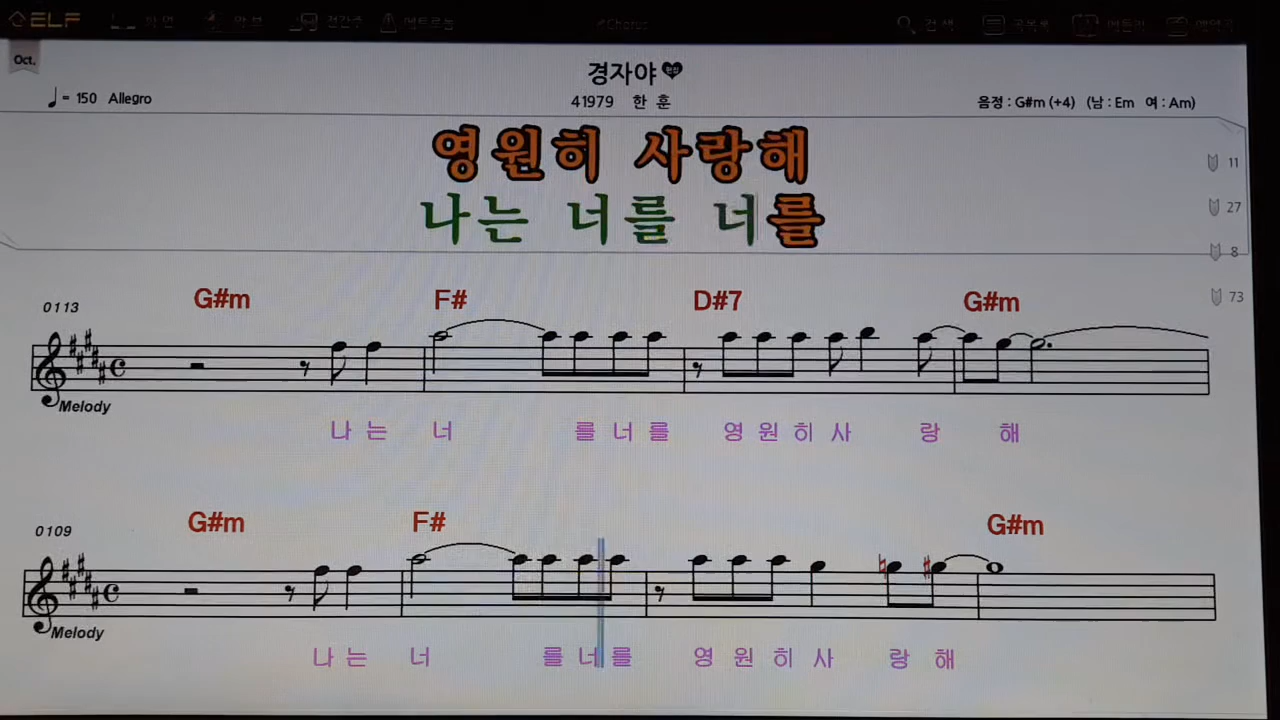 ELF
Oct.
경자야
♩= 150 Allegro
41979 한 훈
음정 : G#m (+4) (남 : Em 여 : Am)
영원히 사랑해
나는 너를 너를
11
27
8
73
0113
G#m F# D#7 G#m
Melody
나 는 너 를 너 를 영 원 히 사 랑 해
0109
G#m F# G#m
Melody
나 는 너 를 너 를 영 원 히 사 랑 해